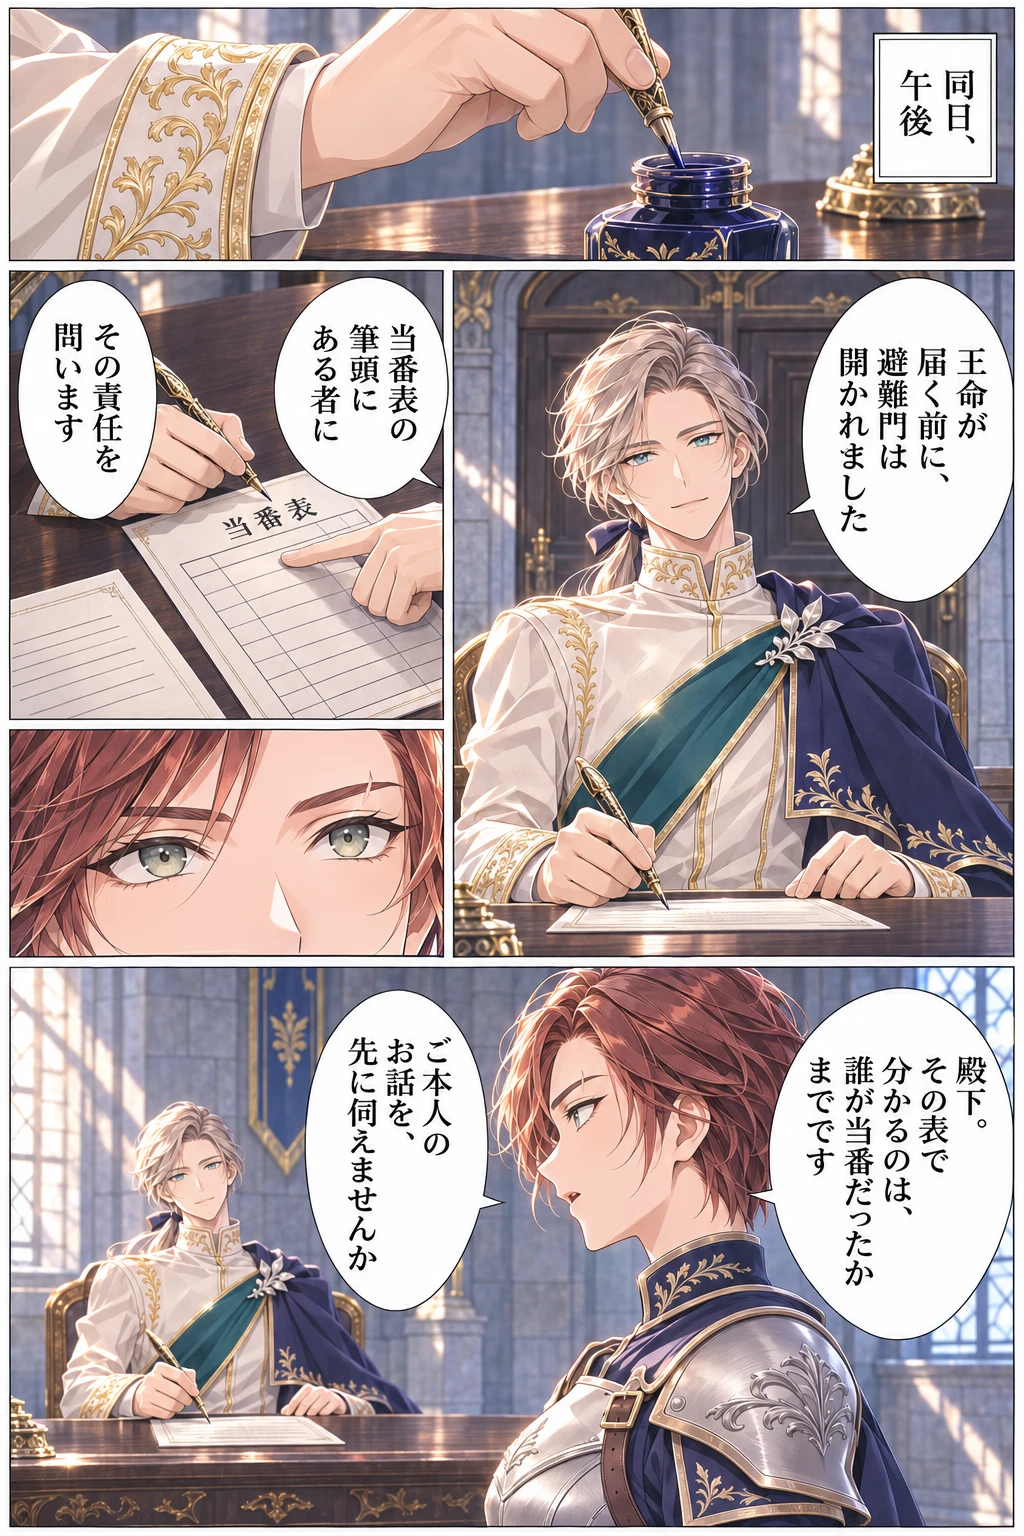 同日、
午後
王命が
届く前に、
避難門は
開かれました
当番表の
筆頭に
ある者に
その責任を
問います
当番表
殿下。
その表で
分かるのは、
誰が当番だったか
までです
ご本人の
お話を、
先に伺えませんか